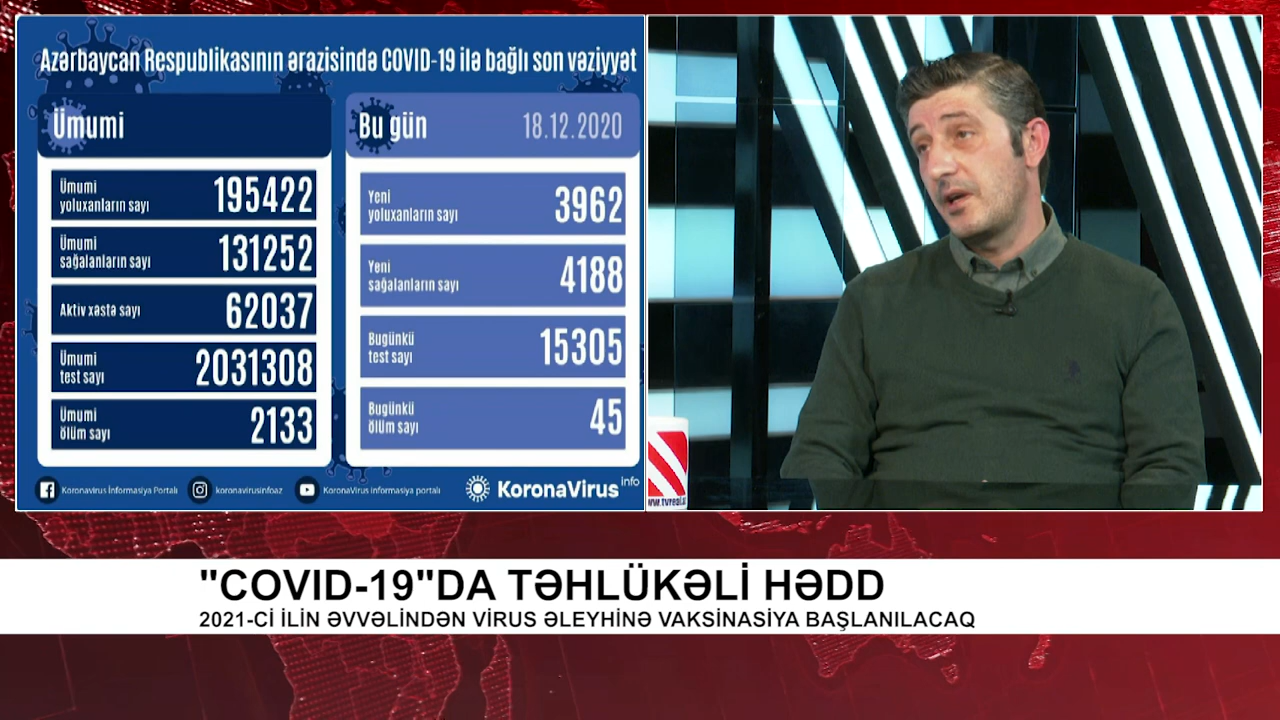 Azərbaycan Respublikasının ərazisində COVID-19 ilə bağlı son vəziyyət
Ümumi
Ümumi
yoluxanların sayı
195422
Ümumi
sağalanların sayı
131252
Aktiv xəstə sayı
62037
Ümumi
test sayı
2031308
Ümumi
ölüm sayı
2133
Bu gün
18.12.2020
Yeni
yoluxanların sayı
3962
Yeni
sağalanların sayı
4188
Bugünkü
test sayı
15305
Bugünkü
ölüm sayı
45
Koronavirus İnformasiya Portalı
koronavirusinfoaz
KoronaVirus informasiya portalı
KoronaVirus info
"COVID-19"DA TƏHLÜKƏLİ HƏDD
2021-Cİ İLİN ƏVVƏLİNDƏN VİRUS ƏLEYHİNƏ VAKSİNASİYA BAŞLANILACAQ